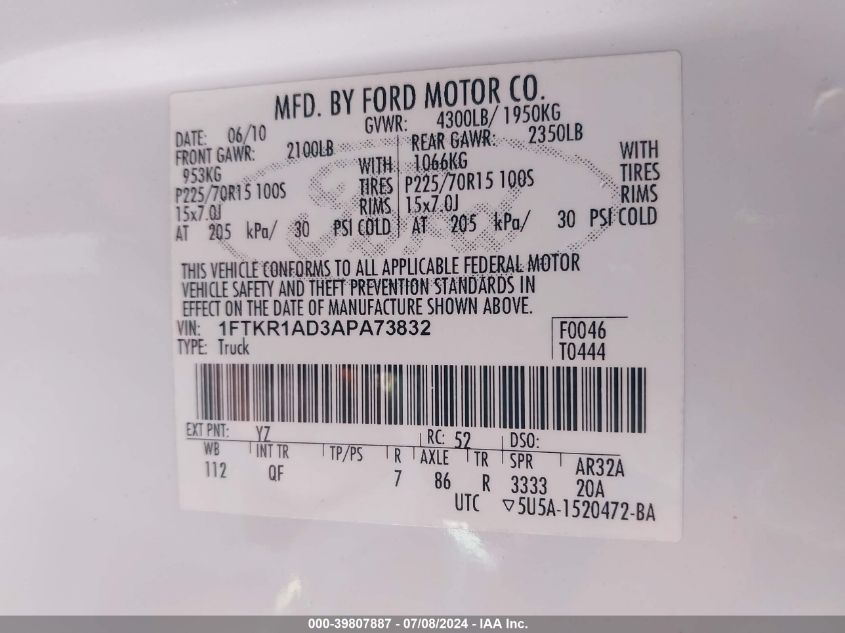 MFD. BY FORD MOTOR CO.
DATE: 06/10 GVWR: 4300LB/ 1950KG
FRONT GAWR: 2100LB REAR GAWR: 2350LB
953KG WITH 1066KG WITH
P225/70R15 100S TIRES P225/70R15 100S TIRES
15x7.0J RIMS 15x7.0J RIMS
AT 205 kPa/ 30 PSI COLD AT 205 kPa/ 30 PSI COLD
THIS VEHICLE CONFORMS TO ALL APPLICABLE FEDERAL MOTOR
VEHICLE SAFETY AND THEFT PREVENTION STANDARDS IN
EFFECT ON THE DATE OF MANUFACTURE SHOWN ABOVE.
VIN: 1FTKR1AD3APA73832 F0046
TYPE: Truck T0444
EXT PNT: YZ RC: 52 DSO:
WB INT TR TP/PS R AXLE TR SPR AR32A
112 QF 7 86 R 3333 20A
UTC ▽5U5A-1520472-BA
000-39807887 - 07/08/2024 - IAA Inc.